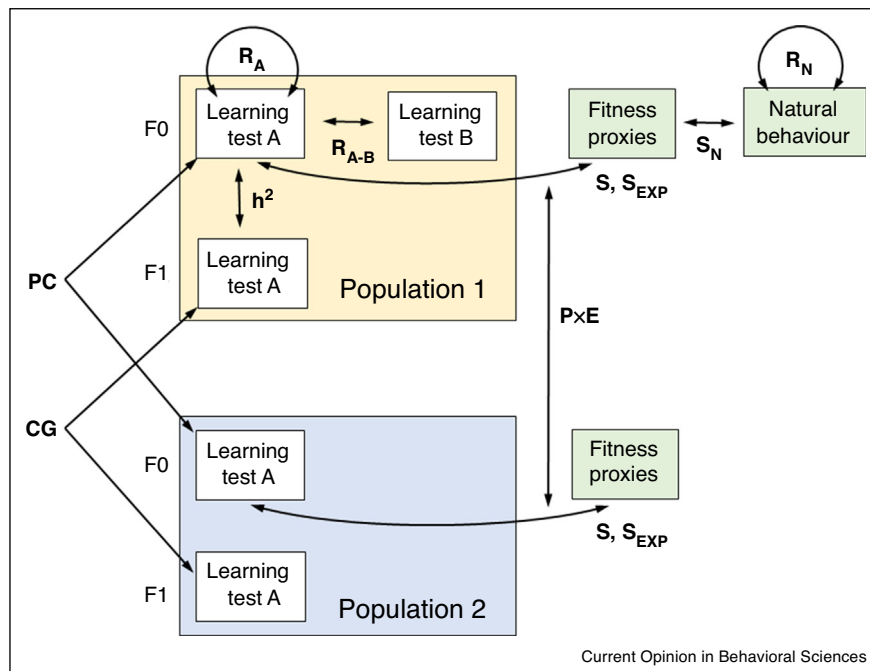 R_A
R_N
F0
Learning
test A
Learning
test B
R_A-B
Fitness
proxies
S_N
Natural
behaviour
S, S_EXP
h²
PC
F1
Learning
test A
Population 1
P×E
CG
F0
Learning
test A
Fitness
proxies
S, S_EXP
F1
Learning
test A
Population 2
Current Opinion in Behavioral Sciences